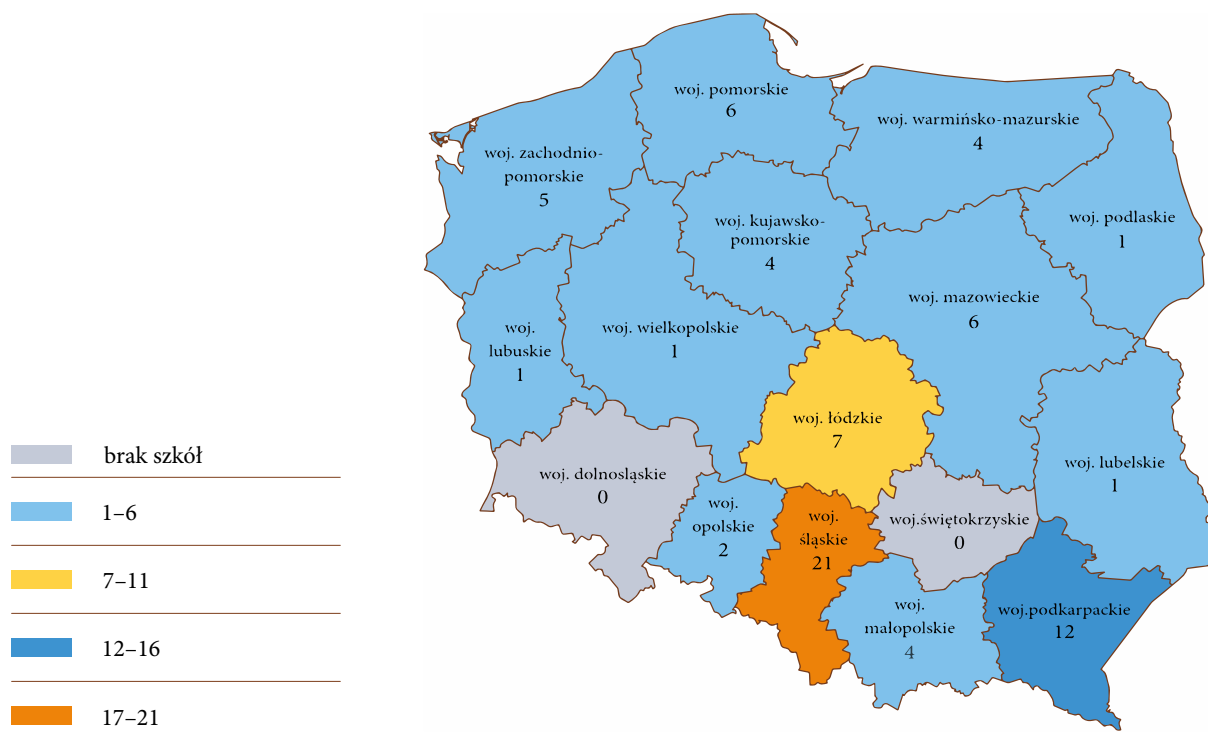 woj. pomorskie
6
woj. warmińsko-mazurskie
4
woj. zachodnio-
pomorskie
5
woj. kujawsko-
pomorskie
4
woj. podlaskie
1
woj. mazowieckie
6
woj.
lubuskie
1
woj. wielkopolskie
1
woj. łódzkie
7
woj. dolnośląskie
0
woj. lubelskie
1
woj.
opolskie
2
woj.
śląskie
21
woj.świętokrzyskie
0
woj.
małopolskie
4
woj.podkarpackie
12
brak szkół
1–6
7–11
12–16
17–21